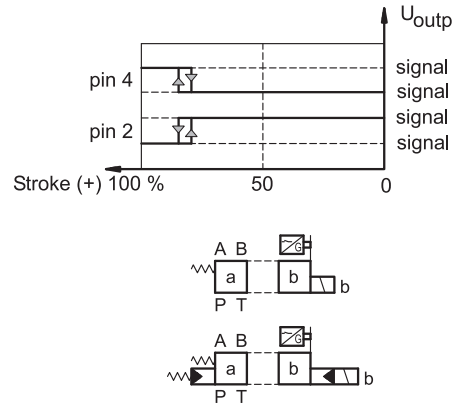 U outp
signal
pin 4
signal
signal
pin 2
signal
Stroke (+) 100 % 50 0
A B
G
a b b
P T
A B
G
a b b
P T